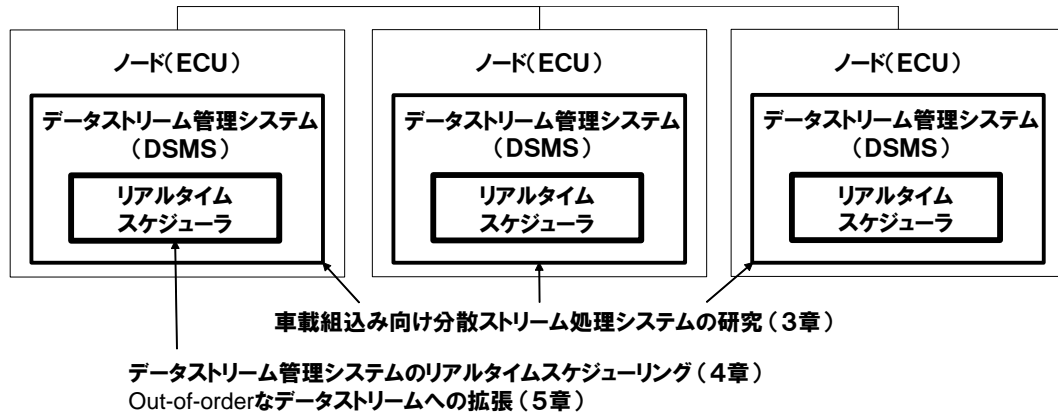 ノード(ECU)
データストリーム管理システム
(DSMS)
リアルタイム
スケジューラ
ノード(ECU)
データストリーム管理システム
(DSMS)
リアルタイム
スケジューラ
ノード(ECU)
データストリーム管理システム
(DSMS)
リアルタイム
スケジューラ
車載組込み向け分散ストリーム処理システムの研究(3章)
データストリーム管理システムのリアルタイムスケジューリング(4章)
Out-of-orderなデータストリームへの拡張(5章)